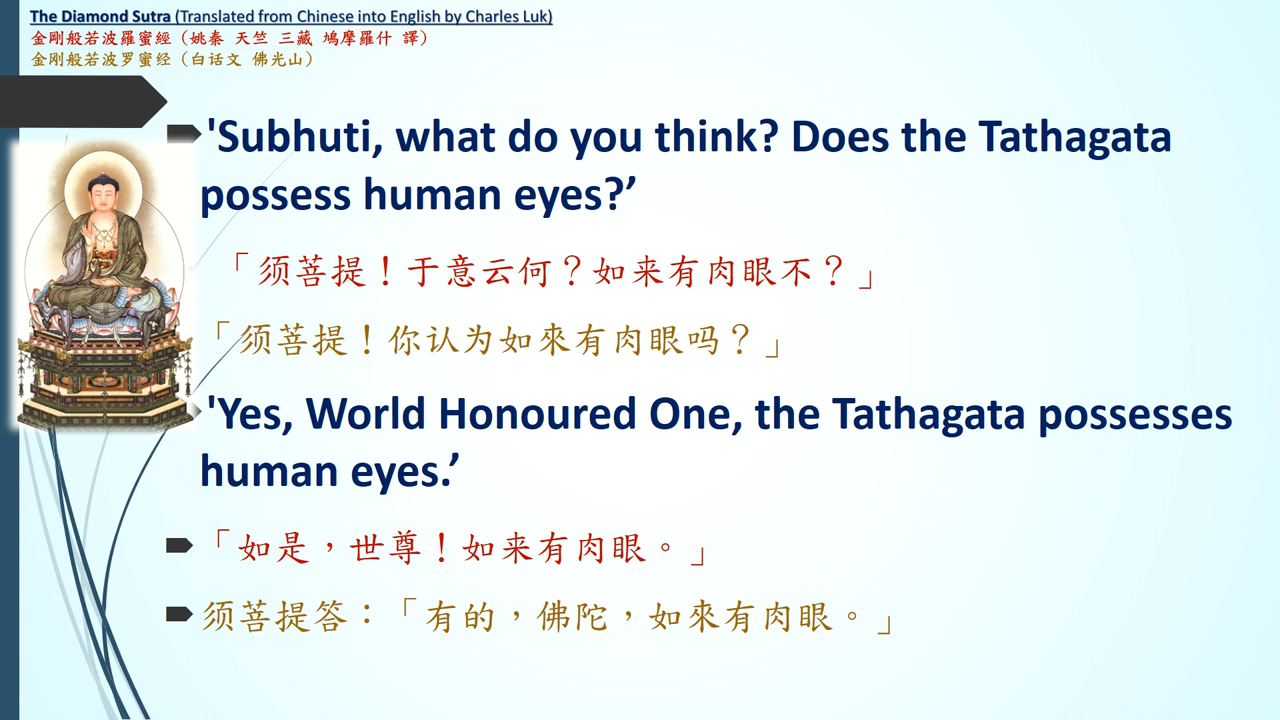 The Diamond Sutra (Translated from Chinese into English by Charles Luk)
金剛般若波羅蜜經（姚秦 天竺 三藏 鳩摩羅什 譯）
金剛般若波罗蜜经（白话文 佛光山）
'Subhuti, what do you think? Does the Tathagata
possess human eyes?’
「须菩提！于意云何？如来有肉眼不？」
「须菩提！你认为如來有肉眼吗？」
'Yes, World Honoured One, the Tathagata possesses
human eyes.’
「如是，世尊！如来有肉眼。」
须菩提答：「有的，佛陀，如來有肉眼。」